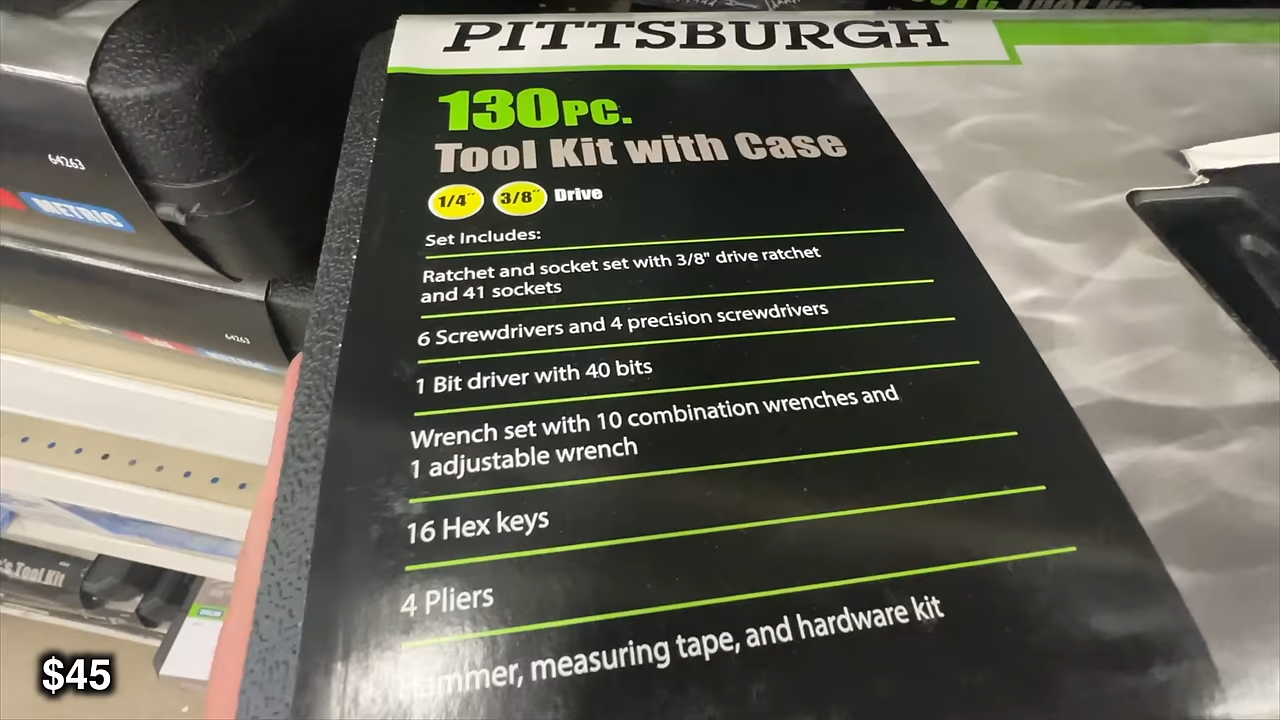 PITTSBURGH
130PC.
Tool Kit with Case
1/4" 3/8" Drive
Set Includes:
Ratchet and socket set with 3/8" drive ratchet
and 41 sockets
6 Screwdrivers and 4 precision screwdrivers
1 Bit driver with 40 bits
Wrench set with 10 combination wrenches and
1 adjustable wrench
16 Hex keys
4 Pliers
Hammer, measuring tape, and hardware kit
64263
METRIC
64263
's Tool Kit
$45